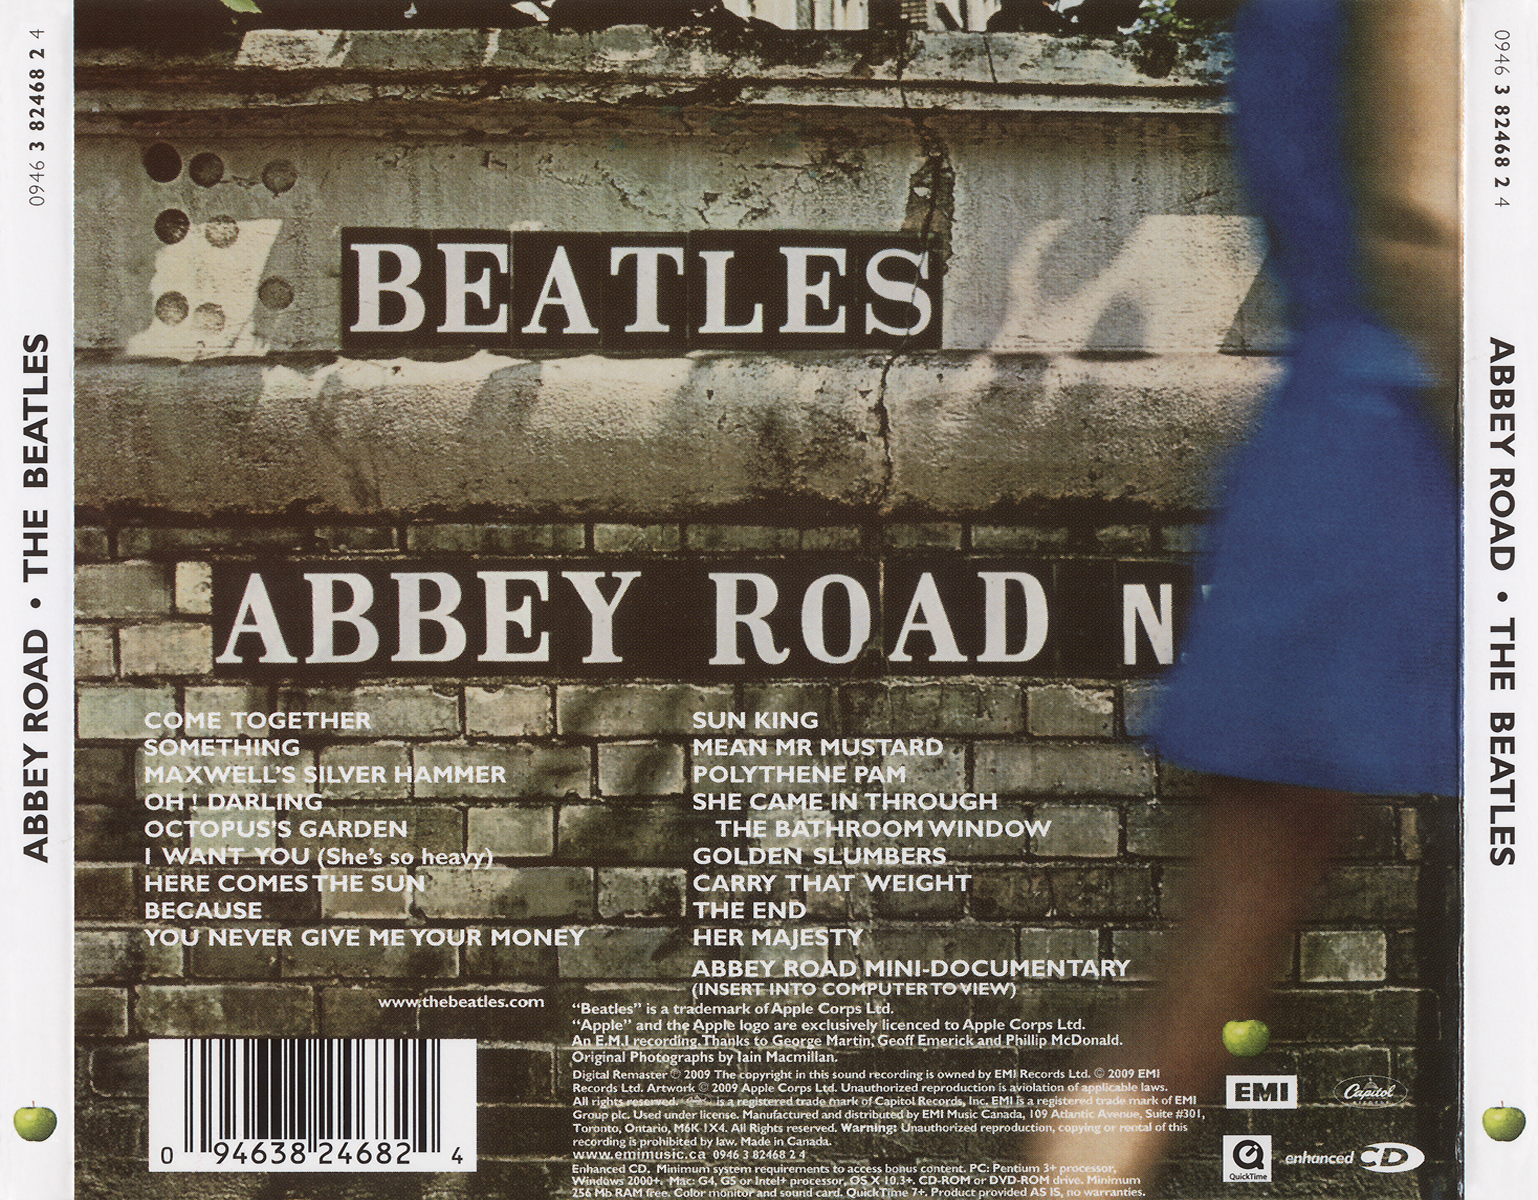 0946 3 82468 2 4
ABBEY ROAD • THE BEATLES
BEATLES
ABBEY ROAD N
COME TOGETHER
SOMETHING
MAXWELL'S SILVER HAMMER
OH! DARLING
OCTOPUS'S GARDEN
I WANT YOU (She's so heavy)
HERE COMES THE SUN
BECAUSE
YOU NEVER GIVE ME YOUR MONEY
SUN KING
MEAN MR MUSTARD
POLYTHENE PAM
SHE CAME IN THROUGH
THE BATHROOM WINDOW
GOLDEN SLUMBERS
CARRY THAT WEIGHT
THE END
HER MAJESTY
ABBEY ROAD MINI-DOCUMENTARY
(INSERT INTO COMPUTER TO VIEW)
www.thebeatles.com
"Beatles" is a trademark of Apple Corps Ltd.
"Apple" and the Apple logo are exclusively licenced to Apple Corps Ltd.
An E.M.I recording. Thanks to George Martin, Geoff Emerick and Phillip McDonald.
Original Photographs by Iain Macmillan.
Digital Remaster ℗ 2009 The copyright in this sound recording is owned by EMI Records Ltd. © 2009 EMI
Records Ltd. Artwork © 2009 Apple Corps Ltd. Unauthorized reproduction is a violation of applicable laws.
All rights reserved. is a registered trade mark of Capitol Records, Inc. EMI is a registered trade mark of EMI
Group plc. Used under license. Manufactured and distributed by EMI Music Canada, 109 Atlantic Avenue, Suite #301,
Toronto, Ontario, M6K 1X4. All Rights reserved. Warning: Unauthorized reproduction, copying or rental of this
recording is prohibited by law. Made in Canada.
www.emimusic.ca 0946 3 82468 2 4
Enhanced CD. Minimum system requirements to access bonus content. PC: Pentium 3+ processor,
Windows 2000+. Mac: G4, G5 or Intel+ processor, OS X 10.3+. CD-ROM or DVD-ROM drive. Minimum
256 Mb RAM free. Color monitor and sound card. QuickTime 7+. Product provided AS IS, no warranties.
0 94638 24682 4
EMI
Capitol
QuickTime
enhanced CD
0946 3 82468 2 4
ABBEY ROAD • THE BEATLES